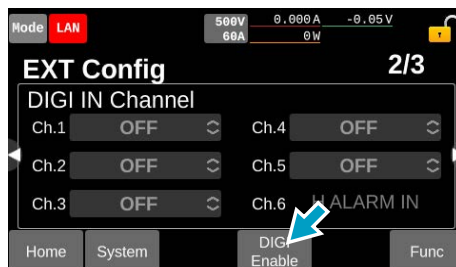 Mode LAN 500V 0.000A -0.05V
60A 0W
EXT Config 2/3
DIGI IN Channel
Ch.1 OFF Ch.4 OFF
Ch.2 OFF Ch.5 OFF
Ch.3 OFF Ch.6 ALARM IN
Home System DIGI Enable Func